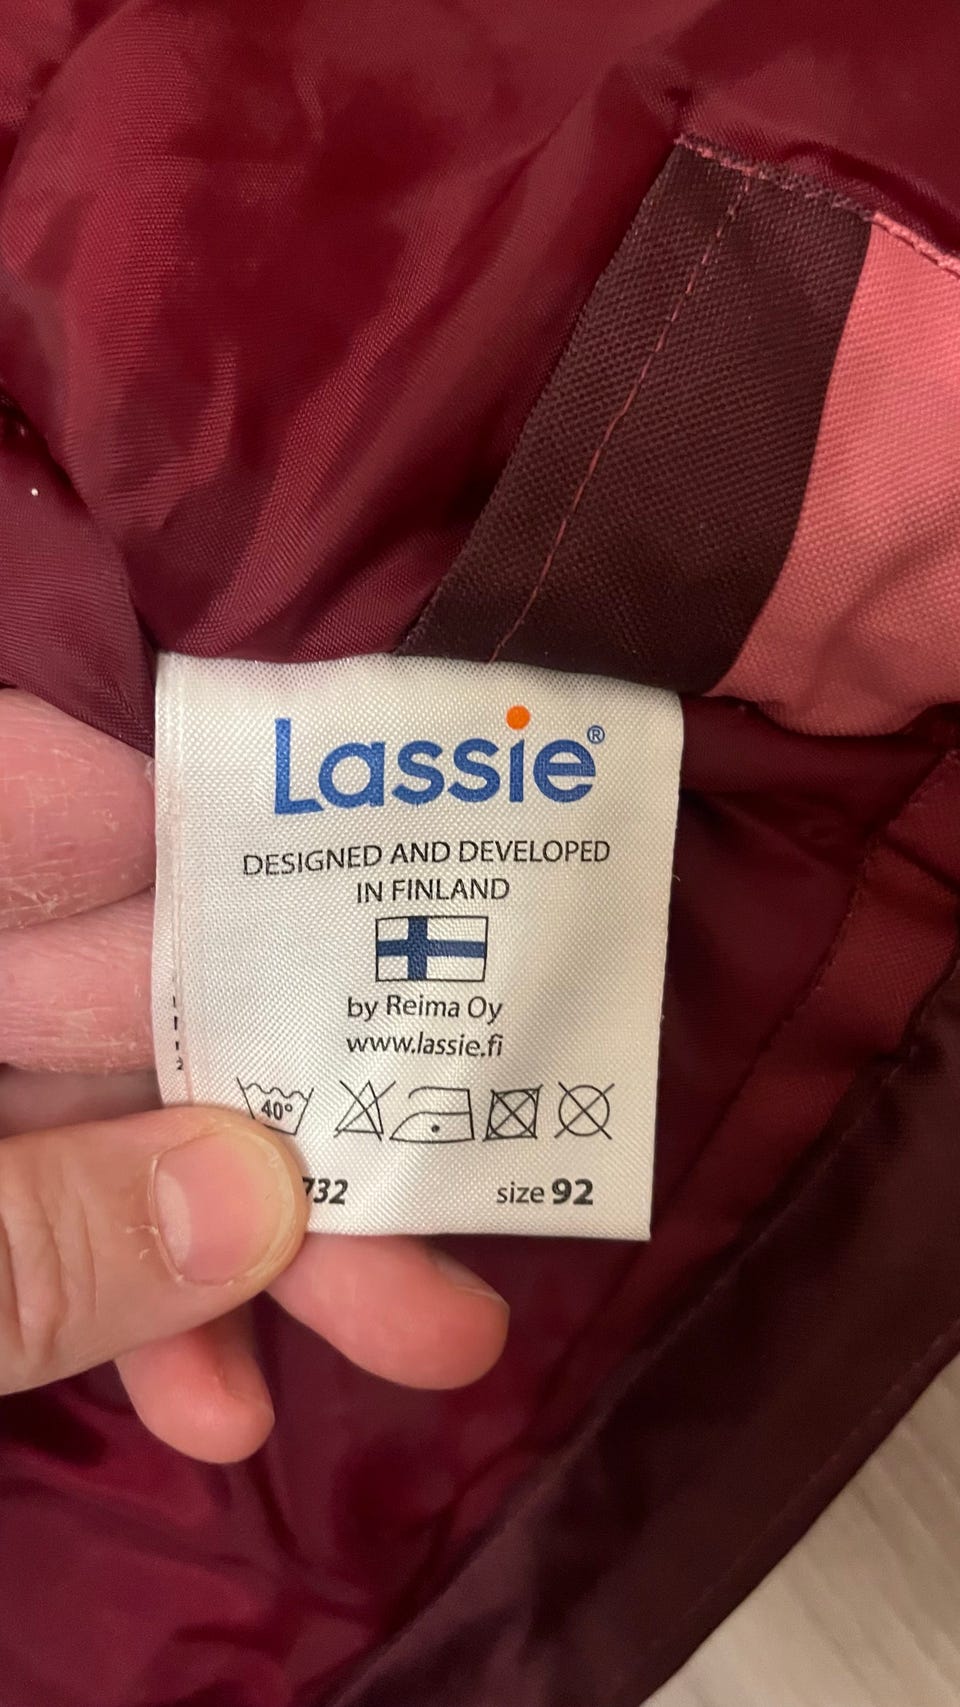 Lassie®
DESIGNED AND DEVELOPED
IN FINLAND
by Reima Oy
www.lassie.fi
40°
732 size 92